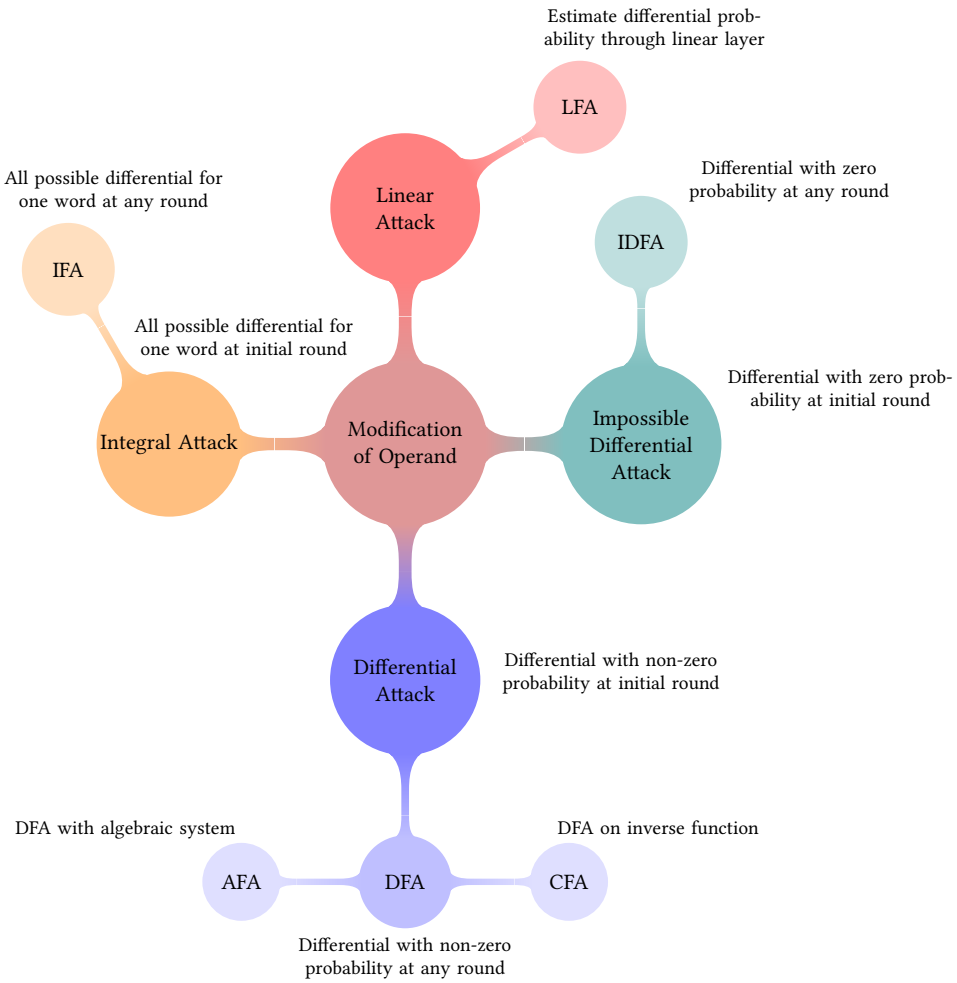 Estimate differential prob-
ability through linear layer
LFA
Linear
Attack
Differential with zero
probability at any round
IDFA
All possible differential for
one word at any round
IFA
All possible differential for
one word at initial round
Integral Attack
Modification
of Operand
Impossible
Differential
Attack
Differential with zero prob-
ability at initial round
Differential
Attack
Differential with non-zero
probability at initial round
DFA with algebraic system
AFA
DFA
DFA on inverse function
CFA
Differential with non-zero
probability at any round